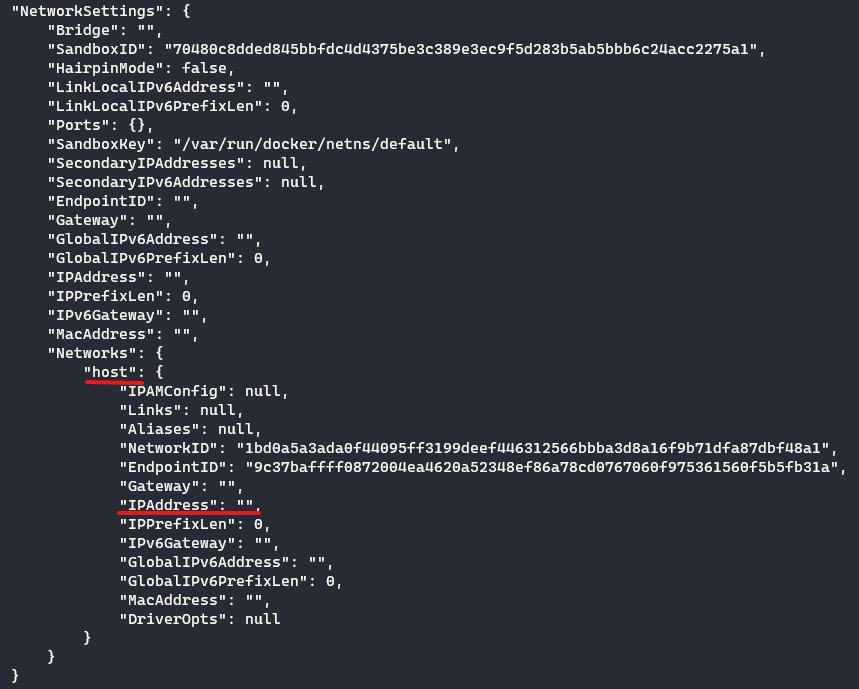 "NetworkSettings": {
"Bridge": "",
"SandboxID": "70480c8dded845bbfdc4d4375be3c389e3ec9f5d283b5ab5bbb6c24acc2275a1",
"HairpinMode": false,
"LinkLocalIPv6Address": "",
"LinkLocalIPv6PrefixLen": 0,
"Ports": {},
"SandboxKey": "/var/run/docker/netns/default",
"SecondaryIPAddresses": null,
"SecondaryIPv6Addresses": null,
"EndpointID": "",
"Gateway": "",
"GlobalIPv6Address": "",
"GlobalIPv6PrefixLen": 0,
"IPAddress": "",
"IPPrefixLen": 0,
"IPv6Gateway": "",
"MacAddress": "",
"Networks": {
"host": {
"IPAMConfig": null,
"Links": null,
"Aliases": null,
"NetworkID": "1bd0a5a3ada0f44095ff3199deef446312566bbba3d8a16f9b71dfa87dbf48a1",
"EndpointID": "9c37baffff0872004ea4620a52348ef86a78cd0767060f975361560f5b5fb31a",
"Gateway": "",
"IPAddress": "",
"IPPrefixLen": 0,
"IPv6Gateway": "",
"GlobalIPv6Address": "",
"GlobalIPv6PrefixLen": 0,
"MacAddress": "",
"DriverOpts": null
}
}
}